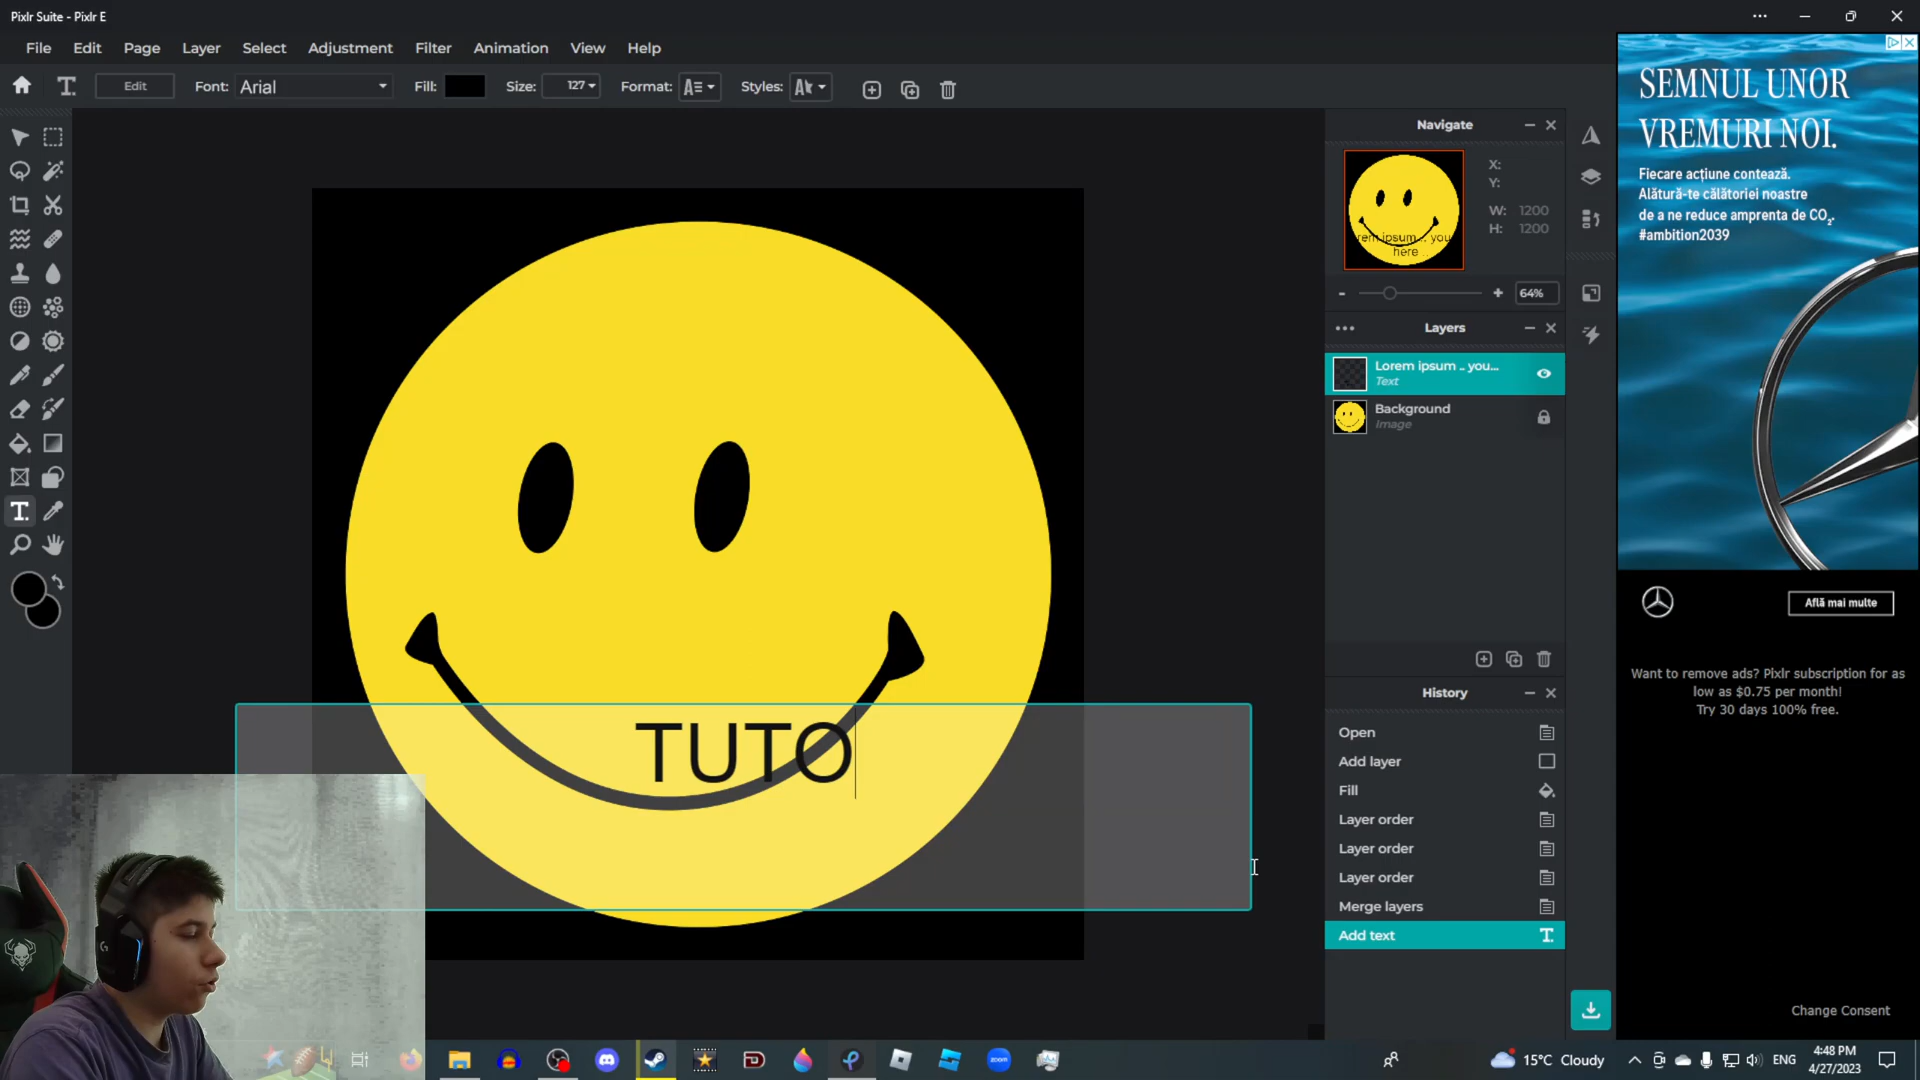 Pixlr Suite - Pixlr E
File Edit Page Layer Select Adjustment Filter Animation View Help
Edit Font: Arial Fill: Size: 127 Format: Styles:
Navigate
X:
Y:
W: 1200
H: 1200
64%
Layers
Lorem ipsum .. you...
Text
Background
Image
TUTO
History
Open
Add layer
Fill
Layer order
Layer order
Layer order
Merge layers
Add text
SEMNUL UNOR
VREMURI NOI.
Fiecare acțiune contează.
Alătură-te călătoriei noastre
de a ne reduce amprenta de CO₂.
#ambition2039
Află mai multe
Want to remove ads? Pixlr subscription for as
low as $0.75 per month!
Try 30 days 100% free.
Change Consent
zoom
15°C Cloudy
ENG
4:48 PM
4/27/2023